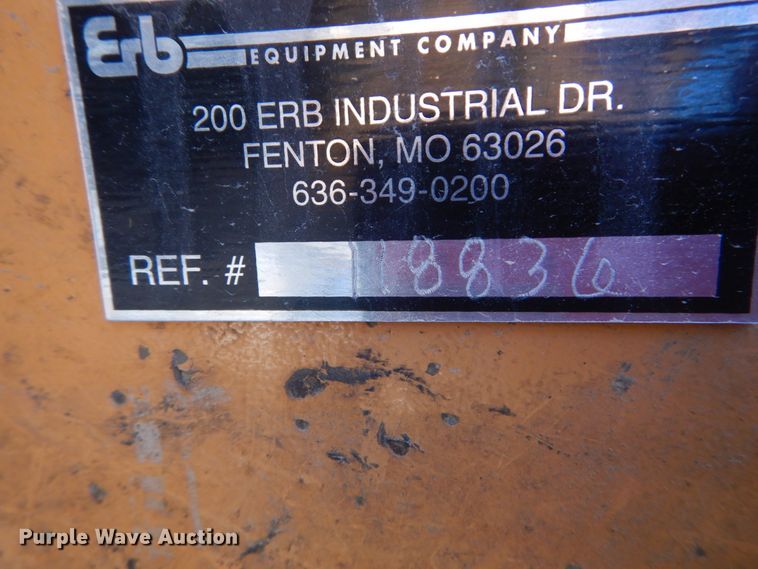 Erb
EQUIPMENT COMPANY
200 ERB INDUSTRIAL DR.
FENTON, MO 63026
636-349-0200
REF. # 18836
Purple Wave Auction